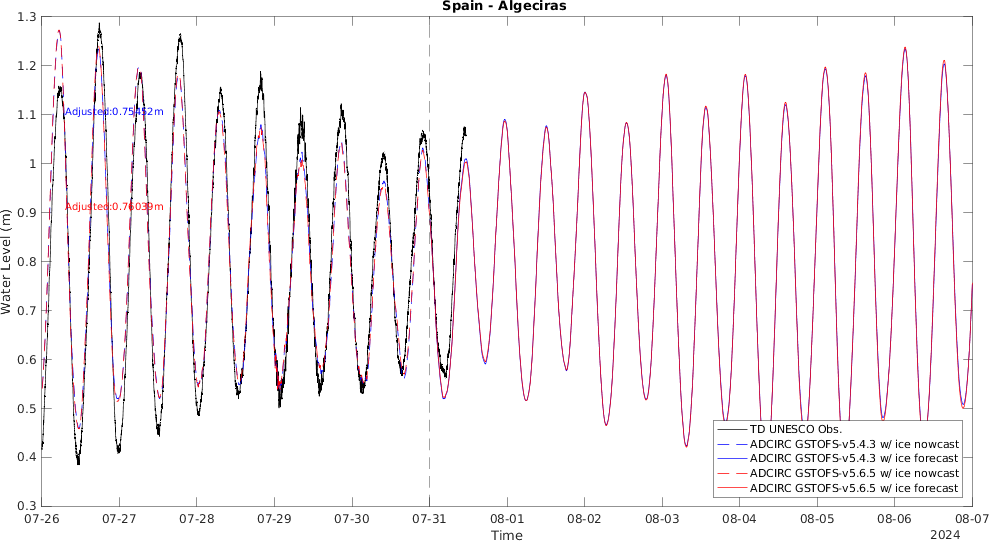 Spain - Algeciras
1.3
1.2
1.1
1
0.9
0.8
0.7
0.6
0.5
0.4
0.3
Water Level (m)
Adjusted:0.75452m
Adjusted:0.76039m
TD UNESCO Obs.
ADCIRC GSTOFS-v5.4.3 w/ ice nowcast
ADCIRC GSTOFS-v5.4.3 w/ ice forecast
ADCIRC GSTOFS-v5.6.5 w/ ice nowcast
ADCIRC GSTOFS-v5.6.5 w/ ice forecast
07-26 07-27 07-28 07-29 07-30 07-31 08-01 08-02 08-03 08-04 08-05 08-06 08-07
Time
2024